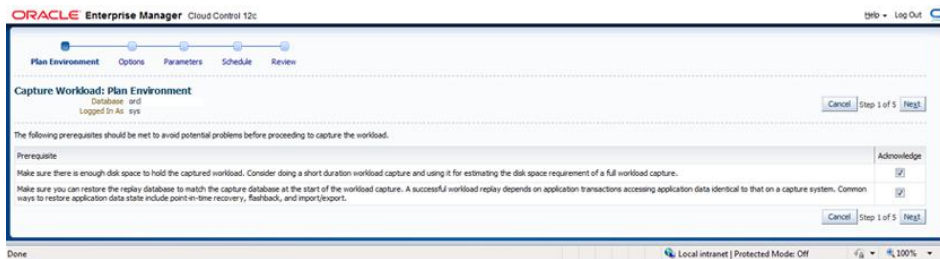 ORACLE Enterprise Manager Cloud Control 12c
Help Log Out
Plan Environment Options Parameters Schedule Review
Capture Workload: Plan Environment
Database ord
Logged In As sys
Cancel Step 1 of 5 Next
The following prerequisites should be met to avoid potential problems before proceeding to capture the workload.
Prerequisite Acknowledge
Make sure there is enough disk space to hold the captured workload. Consider doing a short duration workload capture and using it for estimating the disk space requirement of a full workload capture.
Make sure you can restore the replay database to match the capture database at the start of the workload capture. A successful workload replay depends on application transactions accessing application data identical to that on a capture system. Common
ways to restore application data state include point-in-time recovery, flashback, and import/export.
Cancel Step 1 of 5 Next
Done Local intranet | Protected Mode: Off 100%